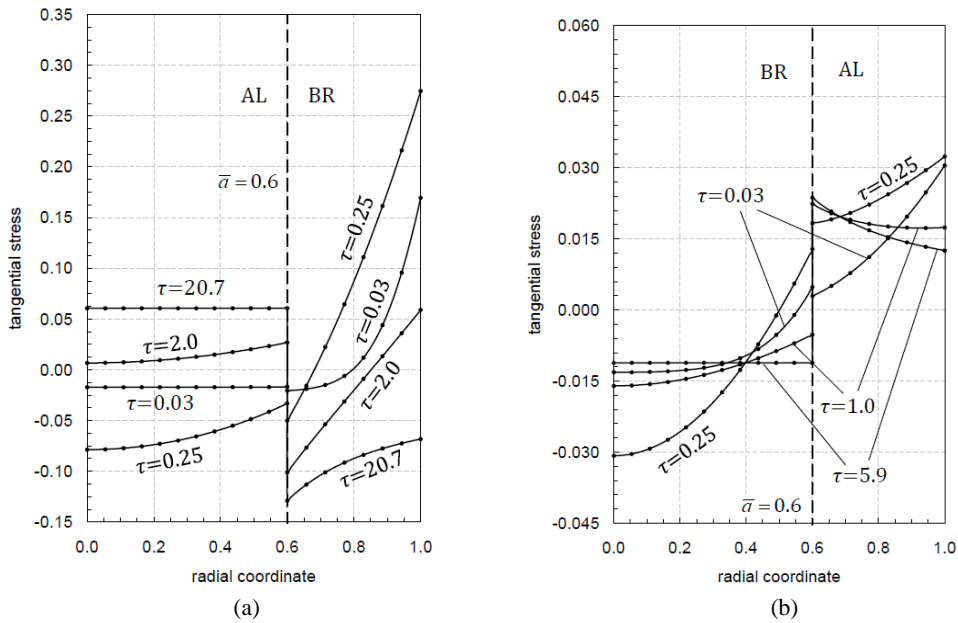 0.35
0.30
0.25
0.20
0.15
0.10
0.05
0.00
-0.05
-0.10
-0.15
tangential stress
AL
BR
a̅ = 0.6
τ=0.25
τ=0.03
τ=2.0
τ=20.7
τ=20.7
τ=2.0
τ=0.03
τ=0.25
0.0
0.2
0.4
0.6
0.8
1.0
radial coordinate
(a)
0.060
0.045
0.030
0.015
0.000
-0.015
-0.030
-0.045
tangential stress
BR
AL
τ=0.03
τ=0.25
τ=0.25
τ=1.0
τ=5.9
a̅ = 0.6
0.0
0.2
0.4
0.6
0.8
1.0
radial coordinate
(b)